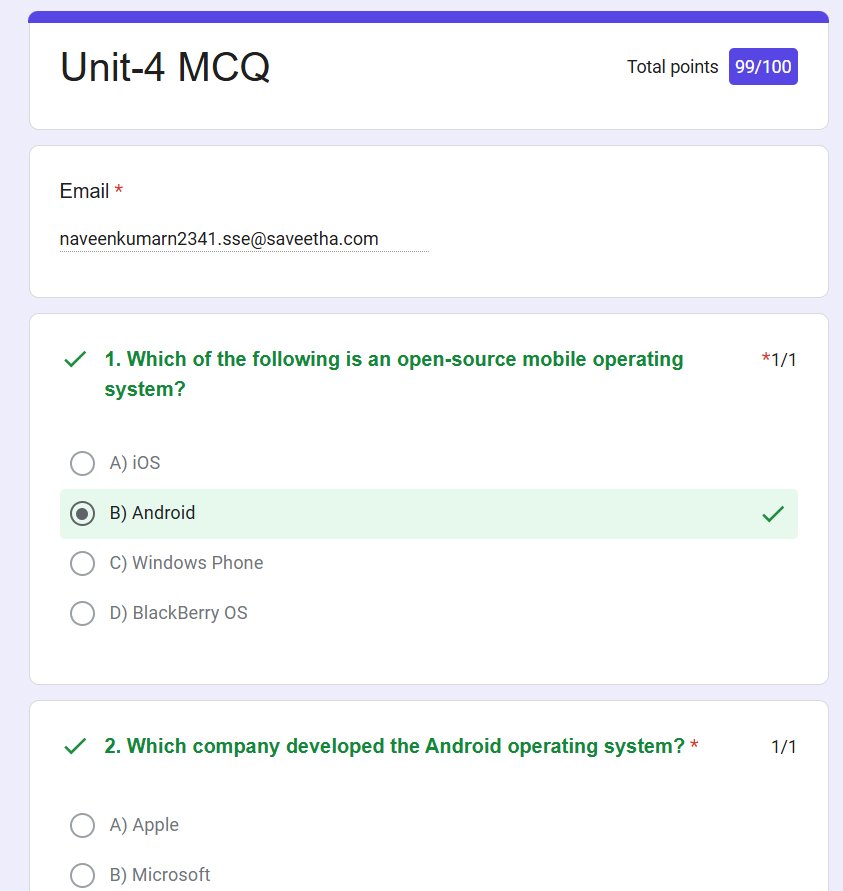 Unit-4 MCQ
Total points 99/100
Email *
naveenkumarn2341.sse@saveetha.com
1. Which of the following is an open-source mobile operating
system?
*1/1
A) iOS
B) Android
C) Windows Phone
D) BlackBerry OS
2. Which company developed the Android operating system? *
1/1
A) Apple
B) Microsoft